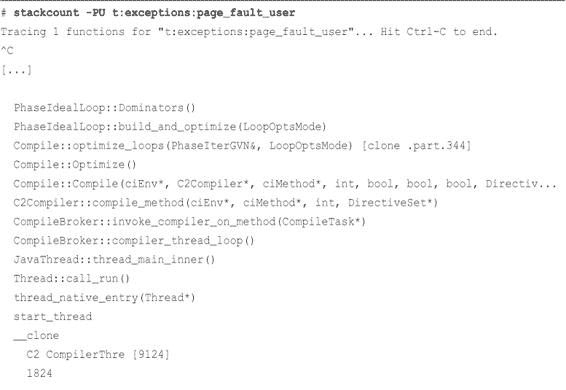 # stackcount -PU t:exceptions:page_fault_user
Tracing 1 functions for "t:exceptions:page_fault_user"... Hit Ctrl-C to end.
^C
[...]
PhaseIdealLoop::Dominators()
PhaseIdealLoop::build_and_optimize(LoopOptsMode)
Compile::optimize_loops(PhaseIterGVN&, LoopOptsMode) [clone .part.344]
Compile::Optimize()
Compile::Compile(ciEnv*, C2Compiler*, ciMethod*, int, bool, bool, bool, Directiv...
C2Compiler::compile_method(ciEnv*, ciMethod*, int, DirectiveSet*)
CompileBroker::invoke_compiler_on_method(CompileTask*)
CompileBroker::compiler_thread_loop()
JavaThread::thread_main_inner()
Thread::call_run()
thread_native_entry(Thread*)
start_thread
__clone
C2 CompilerThre [9124]
1824